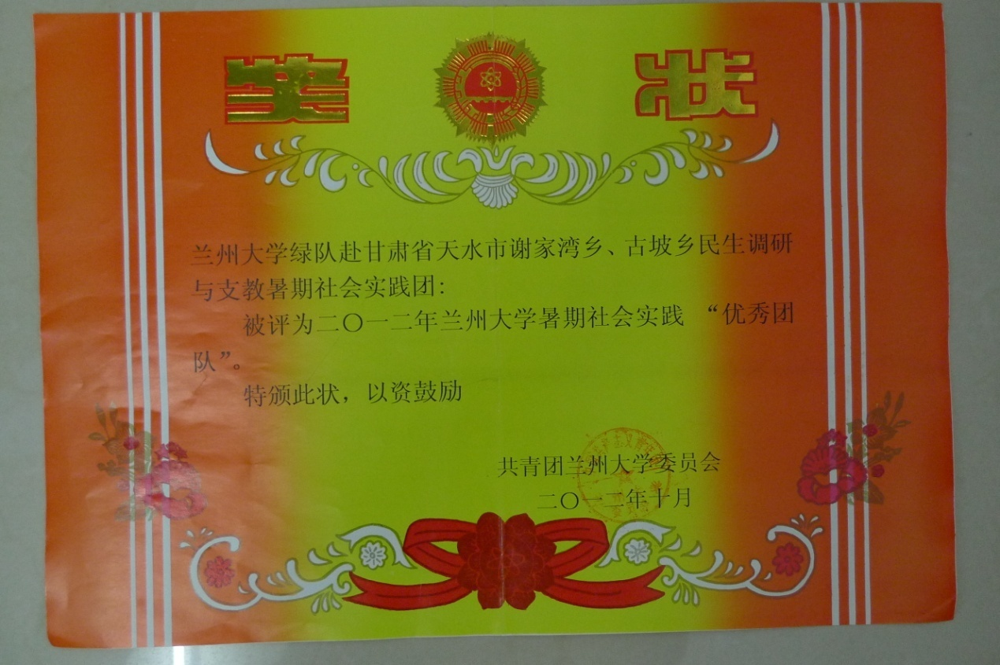 奖状
兰州大学绿队赴甘肃省天水市谢家湾乡、古坡乡民生调研
与支教暑期社会实践团:
被评为二〇一二年兰州大学暑期社会实践 “优秀团
队”。
特颁此状，以资鼓励
共青团兰州大学委员会
二〇一二年十月